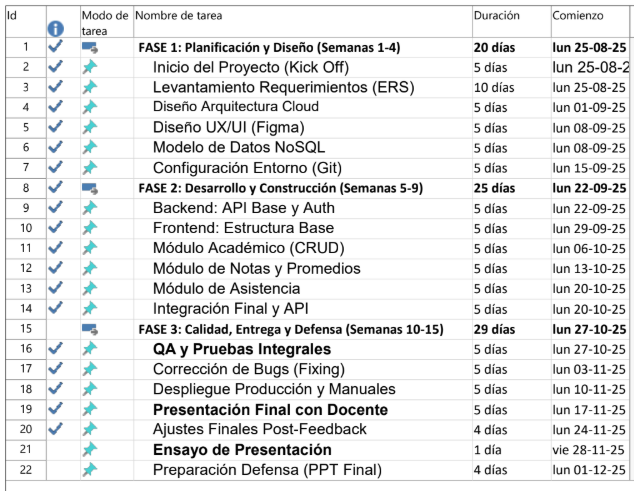 Id Modo de tarea Nombre de tarea Duración Comienzo
1 FASE 1: Planificación y Diseño (Semanas 1-4) 20 días lun 25-08-25
2 Inicio del Proyecto (Kick Off) 5 días lun 25-08-2
3 Levantamiento Requerimientos (ERS) 10 días lun 25-08-25
4 Diseño Arquitectura Cloud 5 días lun 01-09-25
5 Diseño UX/UI (Figma) 5 días lun 08-09-25
6 Modelo de Datos NoSQL 5 días lun 08-09-25
7 Configuración Entorno (Git) 5 días lun 15-09-25
8 FASE 2: Desarrollo y Construcción (Semanas 5-9) 25 días lun 22-09-25
9 Backend: API Base y Auth 5 días lun 22-09-25
10 Frontend: Estructura Base 5 días lun 29-09-25
11 Módulo Académico (CRUD) 5 días lun 06-10-25
12 Módulo de Notas y Promedios 5 días lun 13-10-25
13 Módulo de Asistencia 5 días lun 20-10-25
14 Integración Final y API 5 días lun 20-10-25
15 FASE 3: Calidad, Entrega y Defensa (Semanas 10-15) 29 días lun 27-10-25
16 QA y Pruebas Integrales 5 días lun 27-10-25
17 Corrección de Bugs (Fixing) 5 días lun 03-11-25
18 Despliegue Producción y Manuales 5 días lun 10-11-25
19 Presentación Final con Docente 5 días lun 17-11-25
20 Ajustes Finales Post-Feedback 4 días lun 24-11-25
21 Ensayo de Presentación 1 día vie 28-11-25
22 Preparación Defensa (PPT Final) 4 días lun 01-12-25